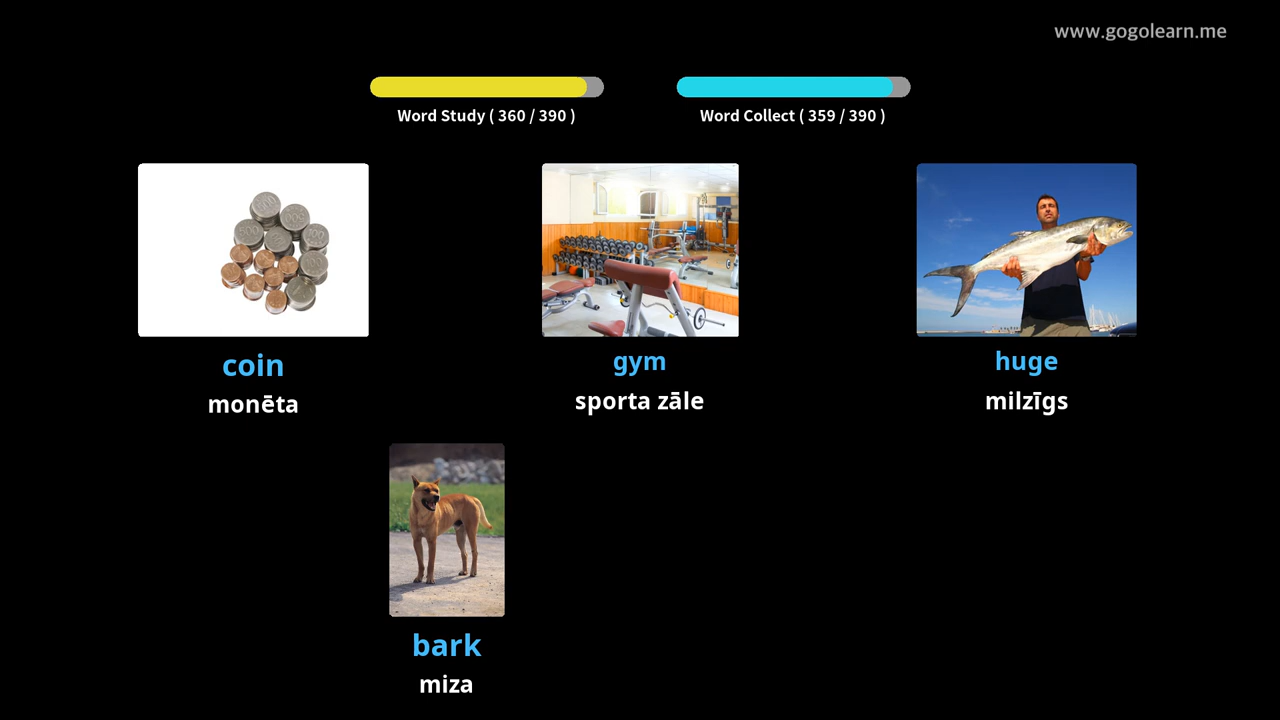 www.gogolearn.me
Word Study ( 360 / 390 )
Word Collect ( 359 / 390 )
coin
monēta
gym
sporta zāle
huge
milzīgs
bark
miza